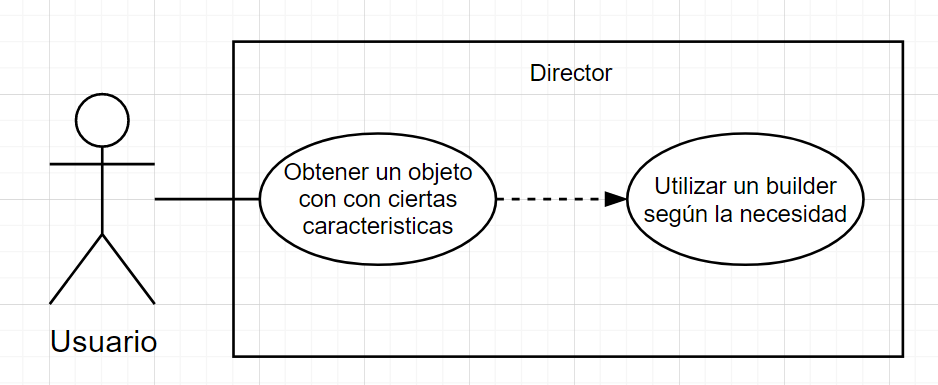 Director
Obtener un objeto
con con ciertas
caracteristicas
Utilizar un builder
según la necesidad
Usuario